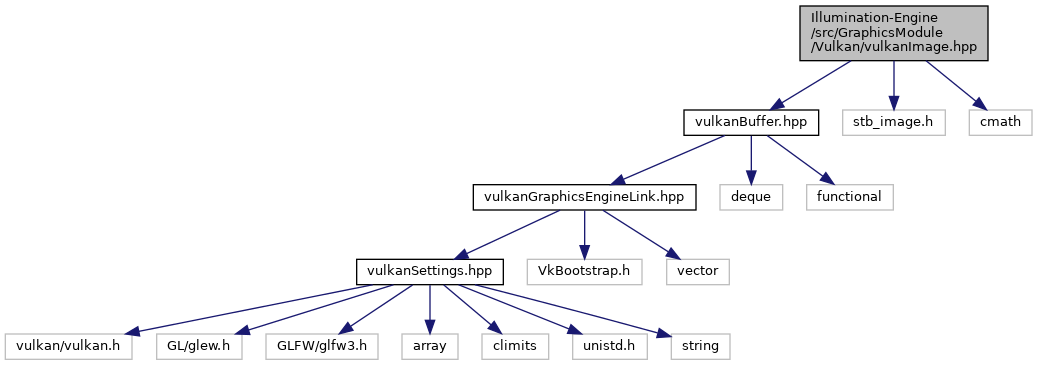 Illumination-Engine
/src/GraphicsModule
/Vulkan/vulkanImage.hpp
vulkanBuffer.hpp
stb_image.h
cmath
vulkanGraphicsEngineLink.hpp
deque
functional
vulkanSettings.hpp
VkBootstrap.h
vector
vulkan/vulkan.h
GL/glew.h
GLFW/glfw3.h
array
climits
unistd.h
string